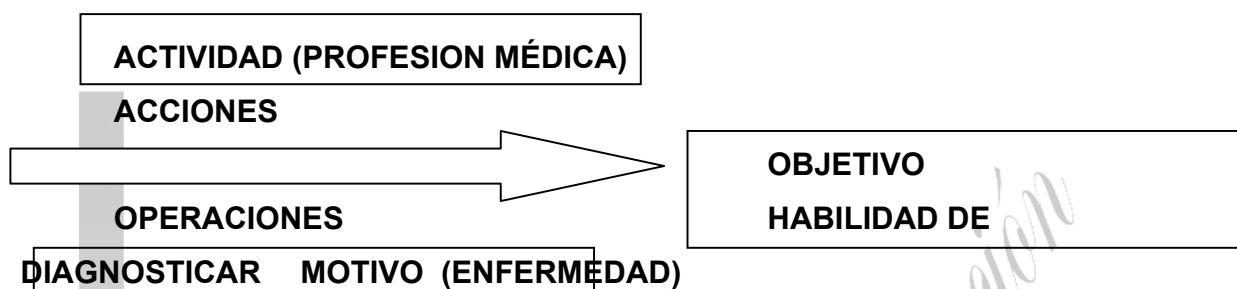 ACTIVIDAD (PROFESION MÉDICA)
ACCIONES
OBJETIVO
OPERACIONES
HABILIDAD DE
DIAGNOSTICAR MOTIVO (ENFERMEDAD)